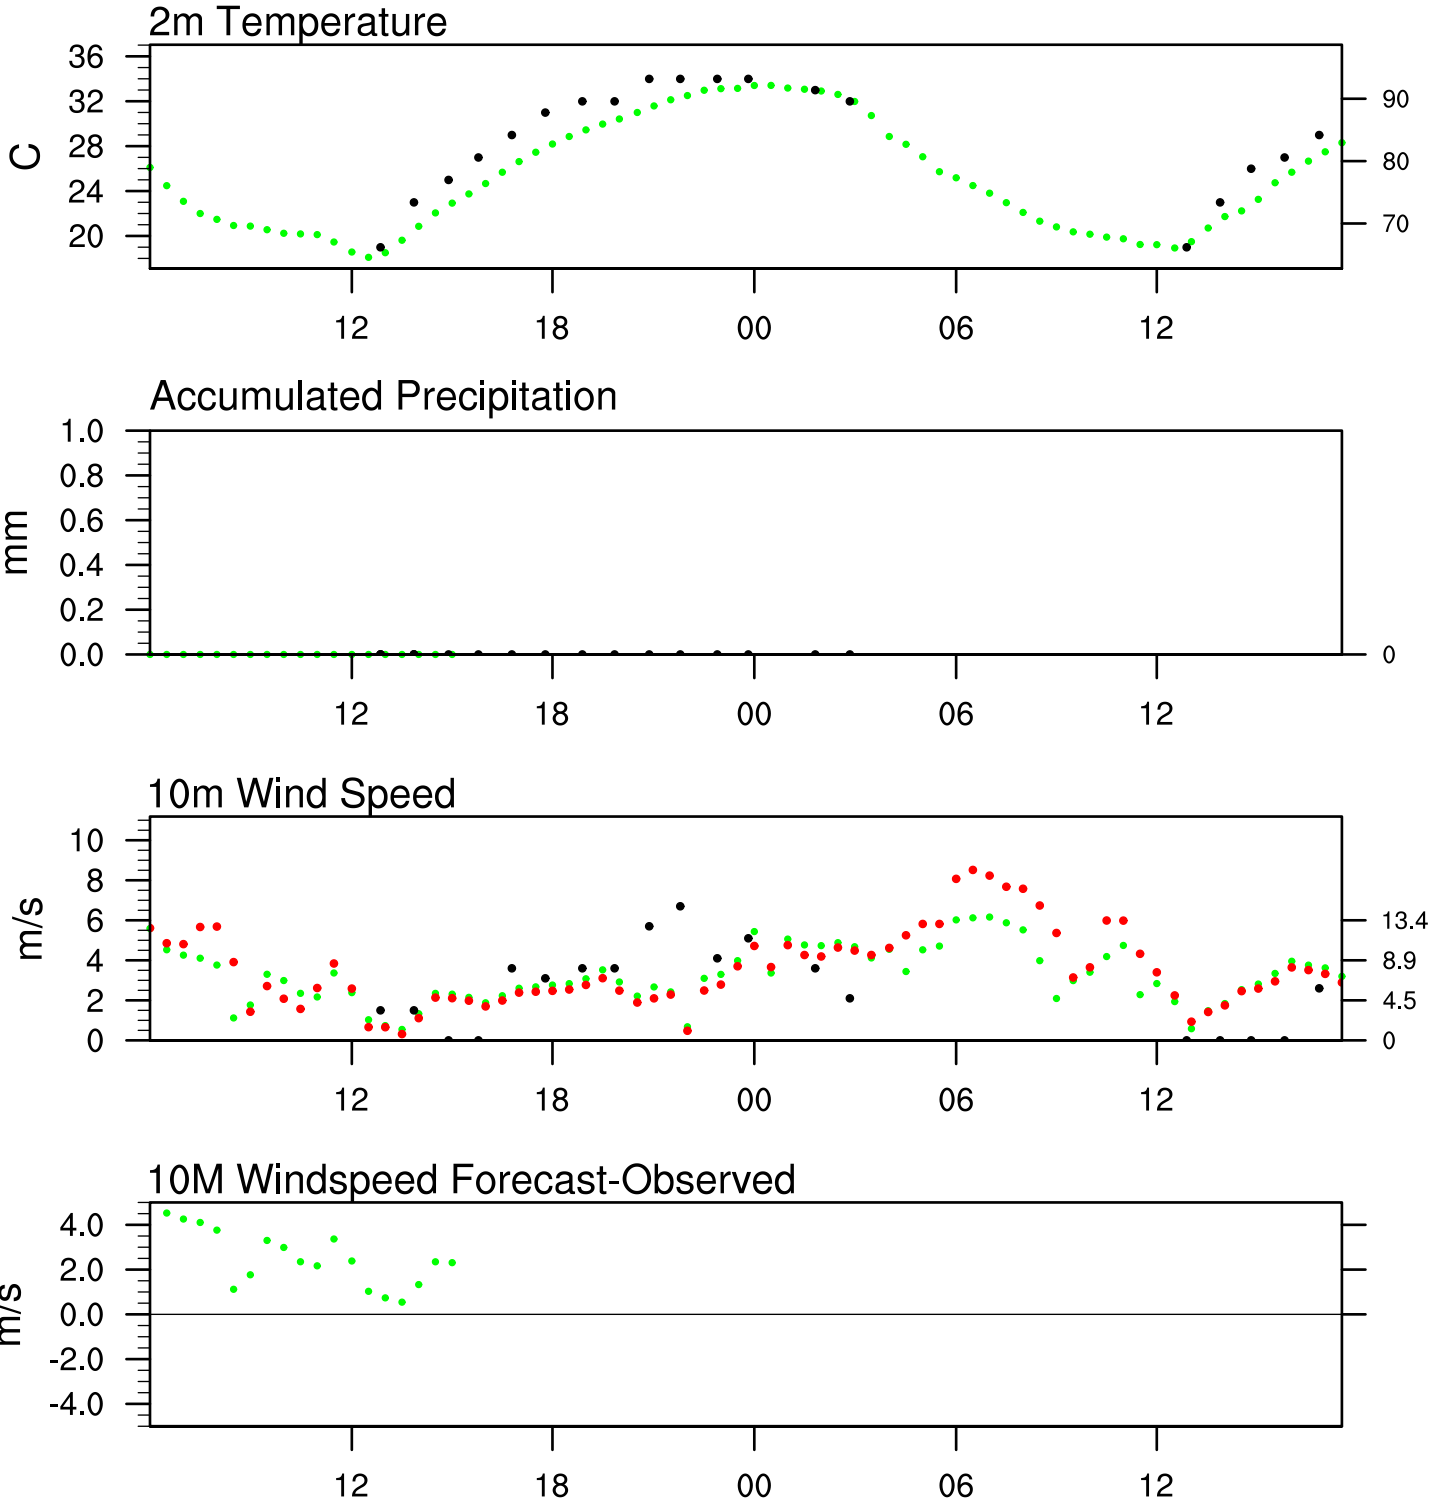 2m Temperature
36
32
28
24
20
C
90
80
70
12 18 00 06 12
Accumulated Precipitation
1.0
0.8
0.6
0.4
0.2
0.0
mm
0
12 18 00 06 12
10m Wind Speed
10
8
6
4
2
0
m/s
13.4
8.9
4.5
0
12 18 00 06 12
10M Windspeed Forecast-Observed
4.0
2.0
0.0
-2.0
-4.0
m/s
12 18 00 06 12